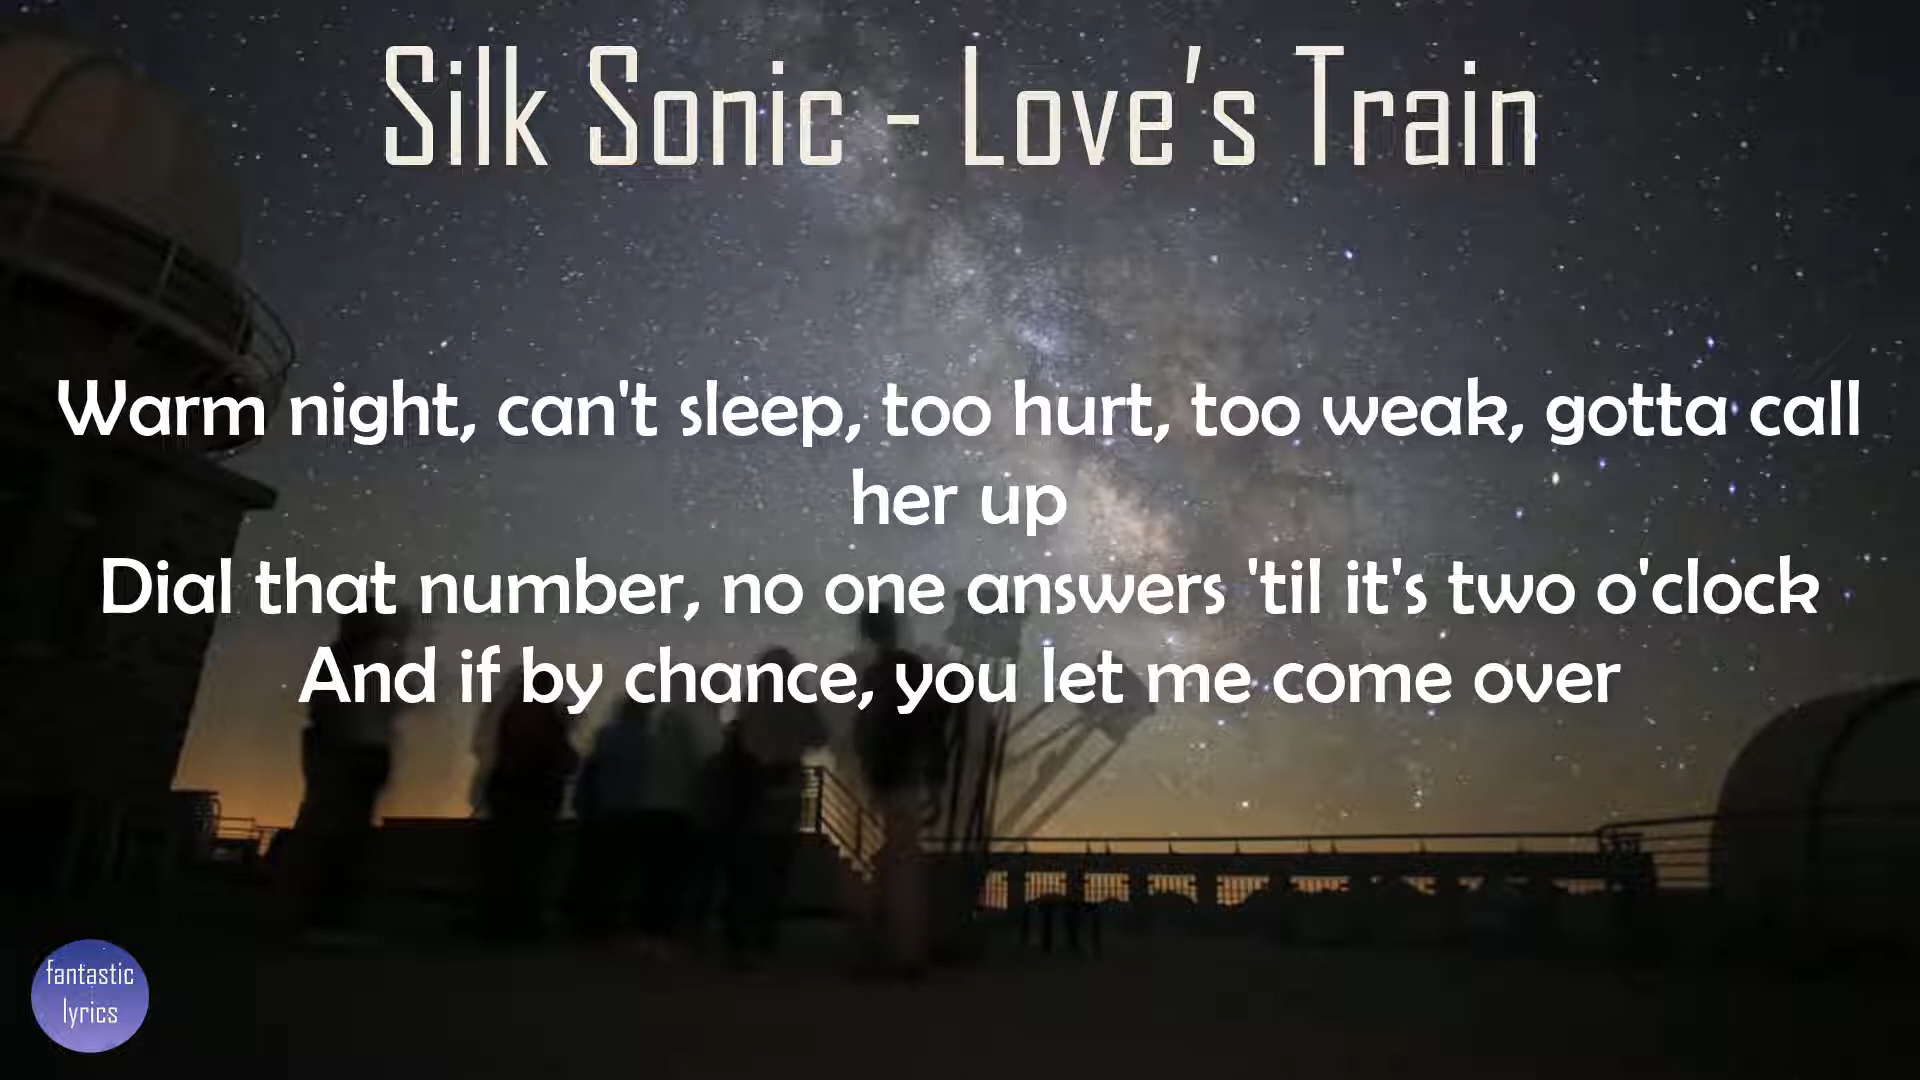 Silk Sonic - Love's Train
Warm night, can't sleep, too hurt, too weak, gotta call
her up
Dial that number, no one answers 'til it's two o'clock
And if by chance, you let me come over
fantastic
lyrics